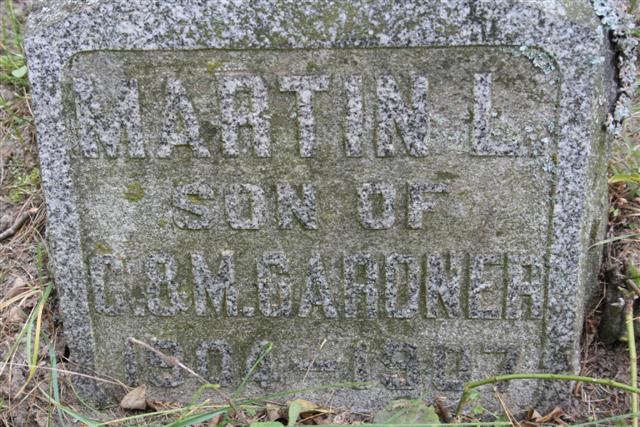 MARTIN L.
SON OF
C. & M. GARDNER
1904 – 1907